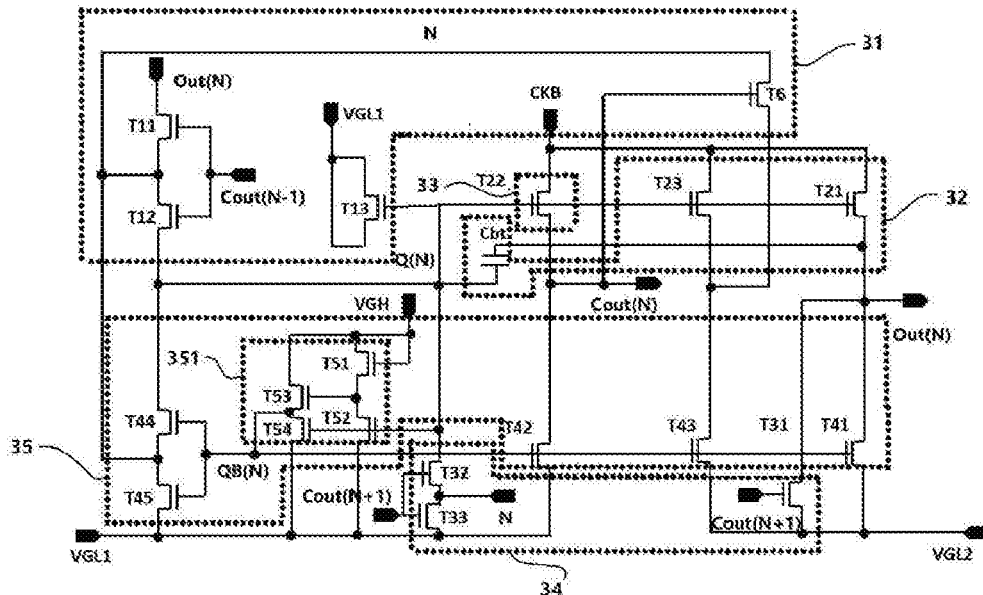 N
31
Out(N)
VGL1
CKB
T6
T11
Cout(N-1)
T12
T13
33
T22
T23
T21
32
Cbt
Q(N)
VGH
Cout(N)
Out(N)
351
T51
T53
T52
T54
T44
T42
T43
T31
T41
35
QB(N)
T32
Cout(N+1)
T45
T33
N
Cout(N+1)
VGL1
VGL2
34